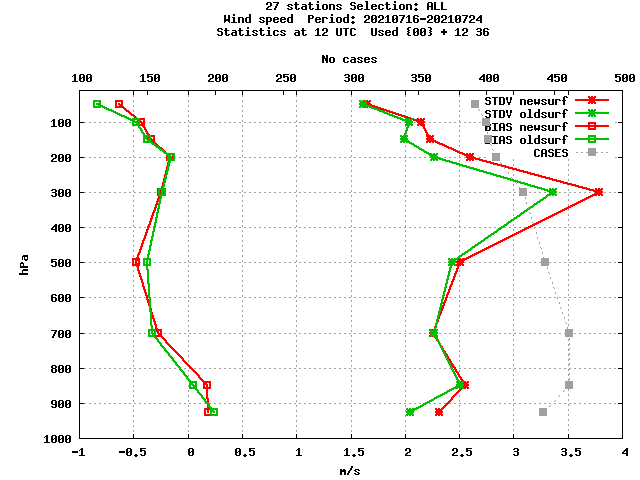 27 stations Selection: ALL
Wind speed  Period: 20210716-20210724
Statistics at 12 UTC  Used {00} + 12 36
No cases
100 150 200 250 300 350 400 450 500
STDV newsurf
STDV oldsurf
BIAS newsurf
BIAS oldsurf
CASES
100
200
300
400
500
600
700
800
900
1000
hPa
-1 -0.5 0 0.5 1 1.5 2 2.5 3 3.5 4
m/s